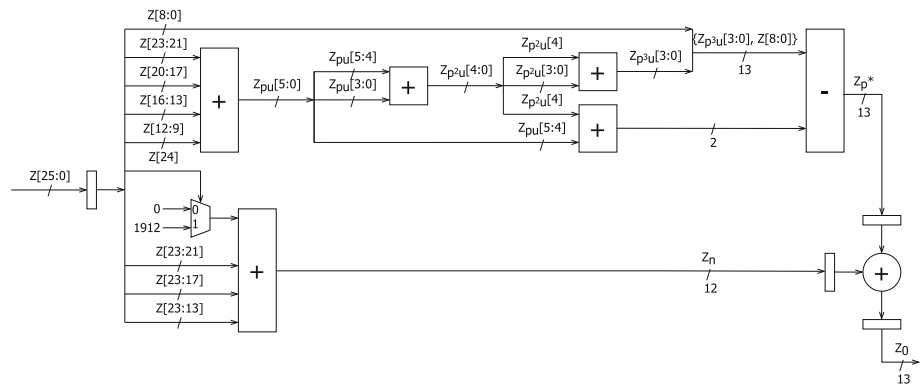 Z[8:0]
Z[23:21]
Z[20:17]
Z[16:13]
Z[12:9]
Z[24]
+
Zpu[5:0]
Zpu[5:4]
Zpu[3:0]
+
Zp²u[4:0]
Zp²u[4]
Zp²u[3:0]
Zp²u[4]
Zpu[5:4]
+
+
Zp³u[3:0]
{Zp³u[3:0], Z[8:0]}
13
2
-
Zp*
13
Z[25:0]
0
1912
0
1
Z[23:21]
Z[23:17]
Z[23:13]
+
Zn
12
+
Z0
13